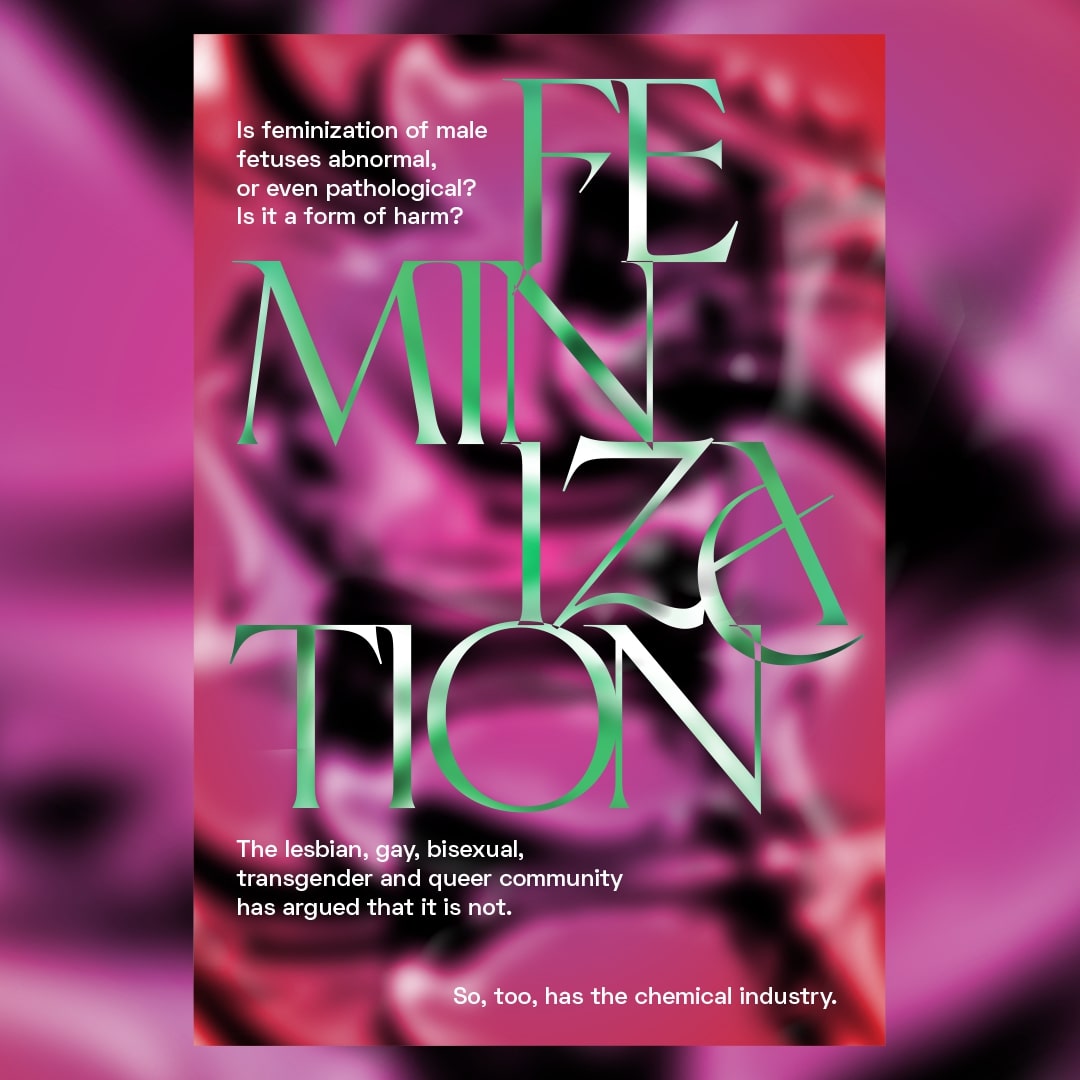 Is feminization of male
fetuses abnormal,
or even pathological?
Is it a form of harm?
FE
MIN
IZA
TION
The lesbian, gay, bisexual,
transgender and queer community
has argued that it is not.
So, too, has the chemical industry.